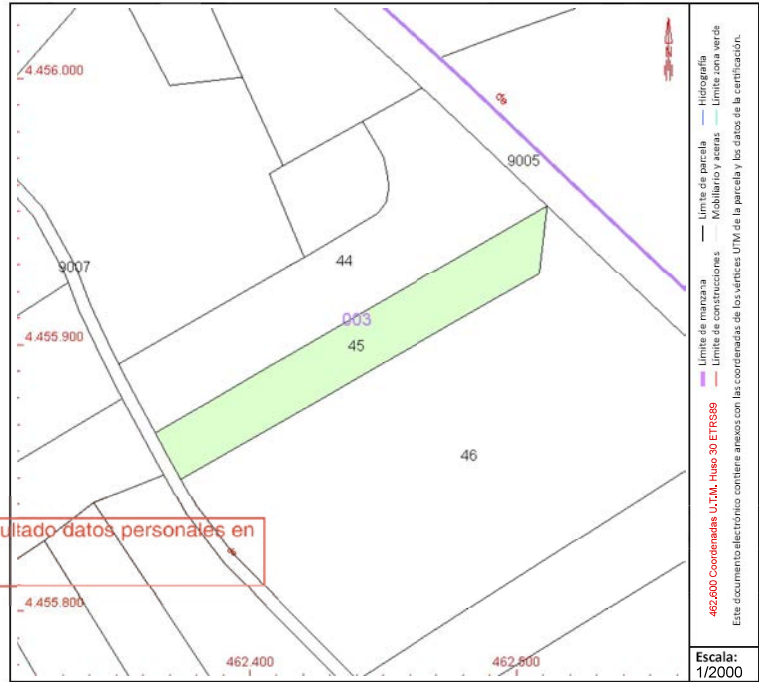 4.456.000
9005
9007
44
003
45
4.455.900
46
ultado datos personales en
4.455.800
462.400
462.500
N
Límite de manzana
Límite de parcela
Hidrografía
462.600 Coordenadas U.T.M. Huso 30 ETRS89
Límite de construcciones
Mobiliario y aceras
Límite zona verde
Este documento electrónico contiene anexos con las coordenadas de los vértices UTM de la parcela y los datos de la certificación.
Escala:
1/2000